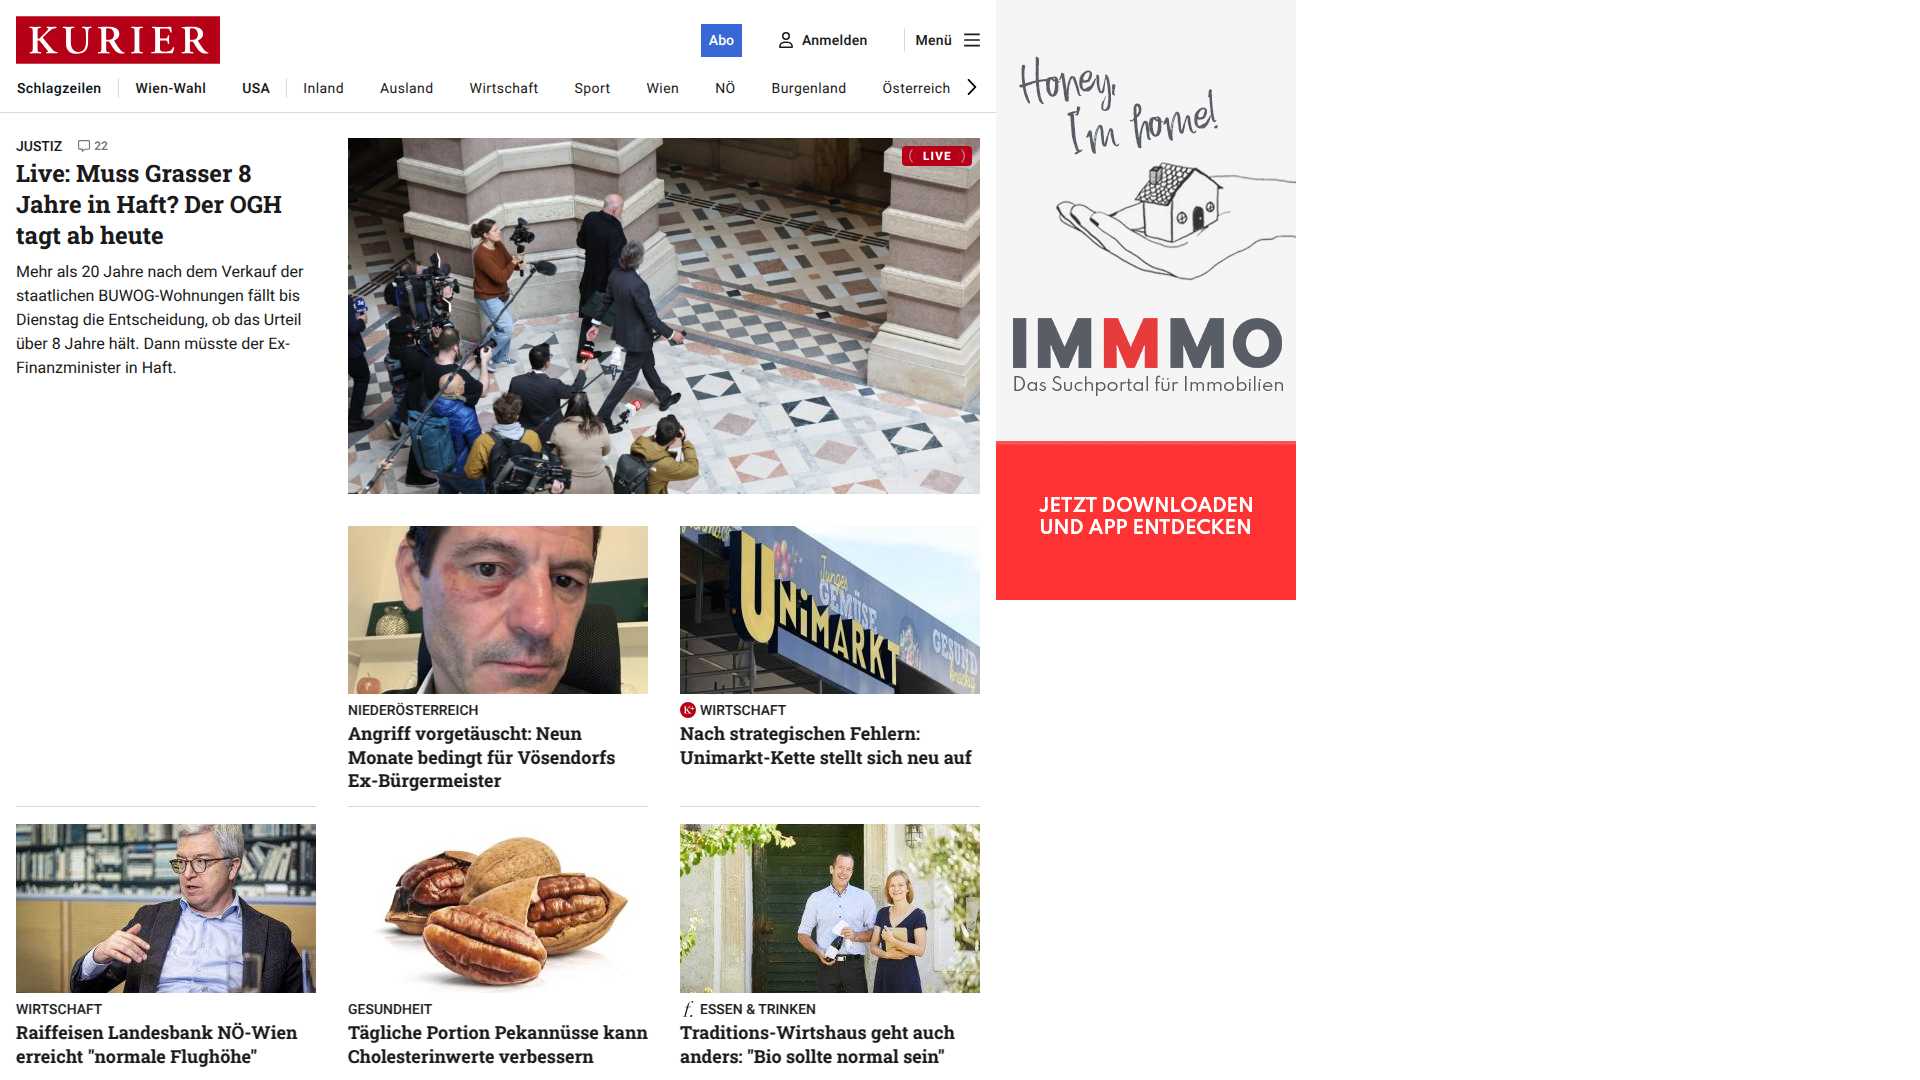 KURIER
Abo
Anmelden
Menü
Schlagzeilen
Wien-Wahl
USA
Inland
Ausland
Wirtschaft
Sport
Wien
NÖ
Burgenland
Österreich
JUSTIZ
22
Live: Muss Grasser 8
Jahre in Haft? Der OGH
tagt ab heute
Mehr als 20 Jahre nach dem Verkauf der
staatlichen BUWOG-Wohnungen fällt bis
Dienstag die Entscheidung, ob das Urteil
über 8 Jahre hält. Dann müsste der Ex-
Finanzminister in Haft.
LIVE
Honey,
I'm home!
IMMMO
Das Suchportal für Immobilien
JETZT DOWNLOADEN
UND APP ENTDECKEN
NIEDERÖSTERREICH
Angriff vorgetäuscht: Neun
Monate bedingt für Vösendorfs
Ex-Bürgermeister
Junges
GEMÜSE
UNiMARKT
GESUND
knackig
K+ WIRTSCHAFT
Nach strategischen Fehlern:
Unimarkt-Kette stellt sich neu auf
WIRTSCHAFT
Raiffeisen Landesbank NÖ-Wien
erreicht "normale Flughöhe"
GESUNDHEIT
Tägliche Portion Pekannüsse kann
Cholesterinwerte verbessern
f. ESSEN & TRINKEN
Traditions-Wirtshaus geht auch
anders: "Bio sollte normal sein"